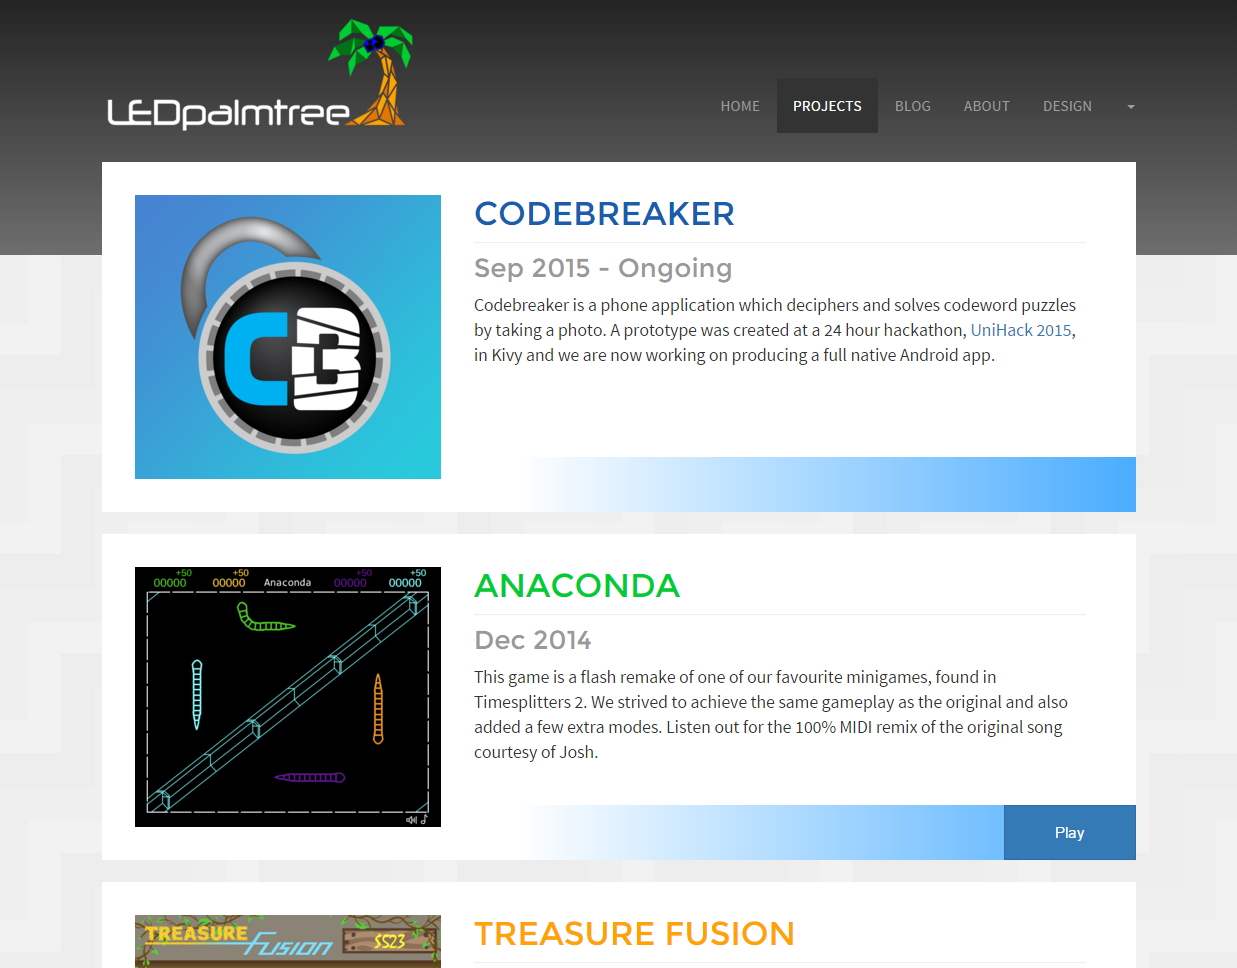 LEDpalmtree
HOME PROJECTS BLOG ABOUT DESIGN
CB
CODEBREAKER
Sep 2015 - Ongoing
Codebreaker is a phone application which deciphers and solves codeword puzzles
by taking a photo. A prototype was created at a 24 hour hackathon, UniHack 2015,
in Kivy and we are now working on producing a full native Android app.
+50 +50 +50 +50
00000 00000 Anaconda 00000 00000
ANACONDA
Dec 2014
This game is a flash remake of one of our favourite minigames, found in
Timesplitters 2. We strived to achieve the same gameplay as the original and also
added a few extra modes. Listen out for the 100% MIDI remix of the original song
courtesy of Josh.
Play
TREASURE Fusion 5523
TREASURE FUSION